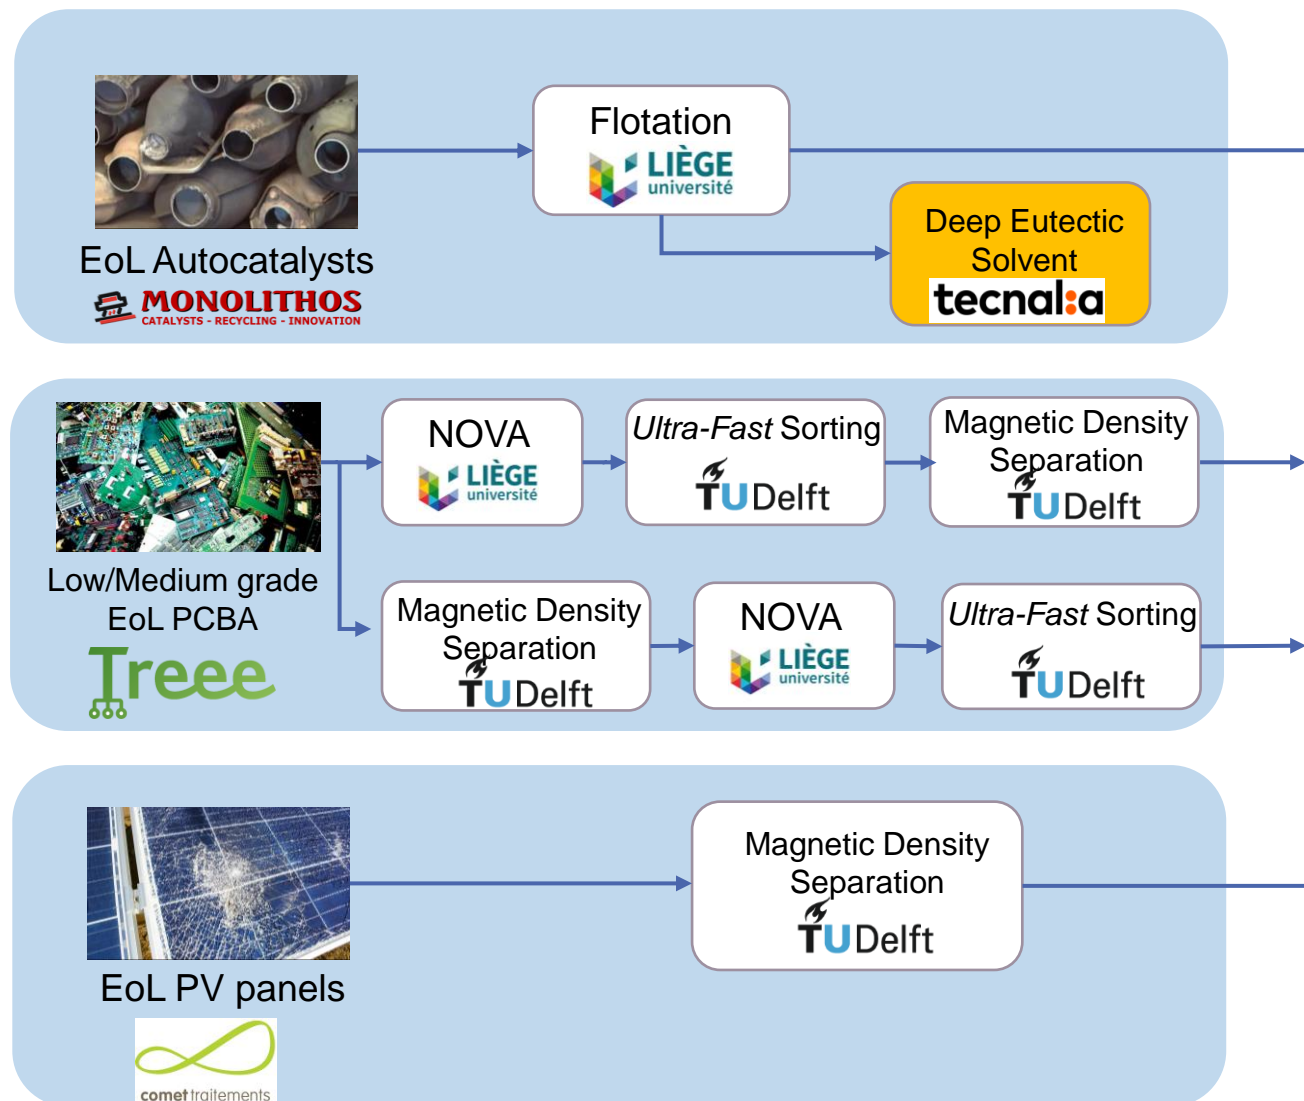 Flotation
LIÈGE
université
Deep Eutectic
Solvent
tecnal:a
EoL Autocatalysts
MONOLITHOS
CATALYSTS - RECYCLING - INNOVATION
NOVA
LIÈGE
université
Ultra-Fast Sorting
TUDelft
Magnetic Density
Separation
TUDelft
Low/Medium grade
EoL PCBA
Treee
Magnetic Density
Separation
TUDelft
NOVA
LIÈGE
université
Ultra-Fast Sorting
TUDelft
Magnetic Density
Separation
TUDelft
EoL PV panels
comet traitements